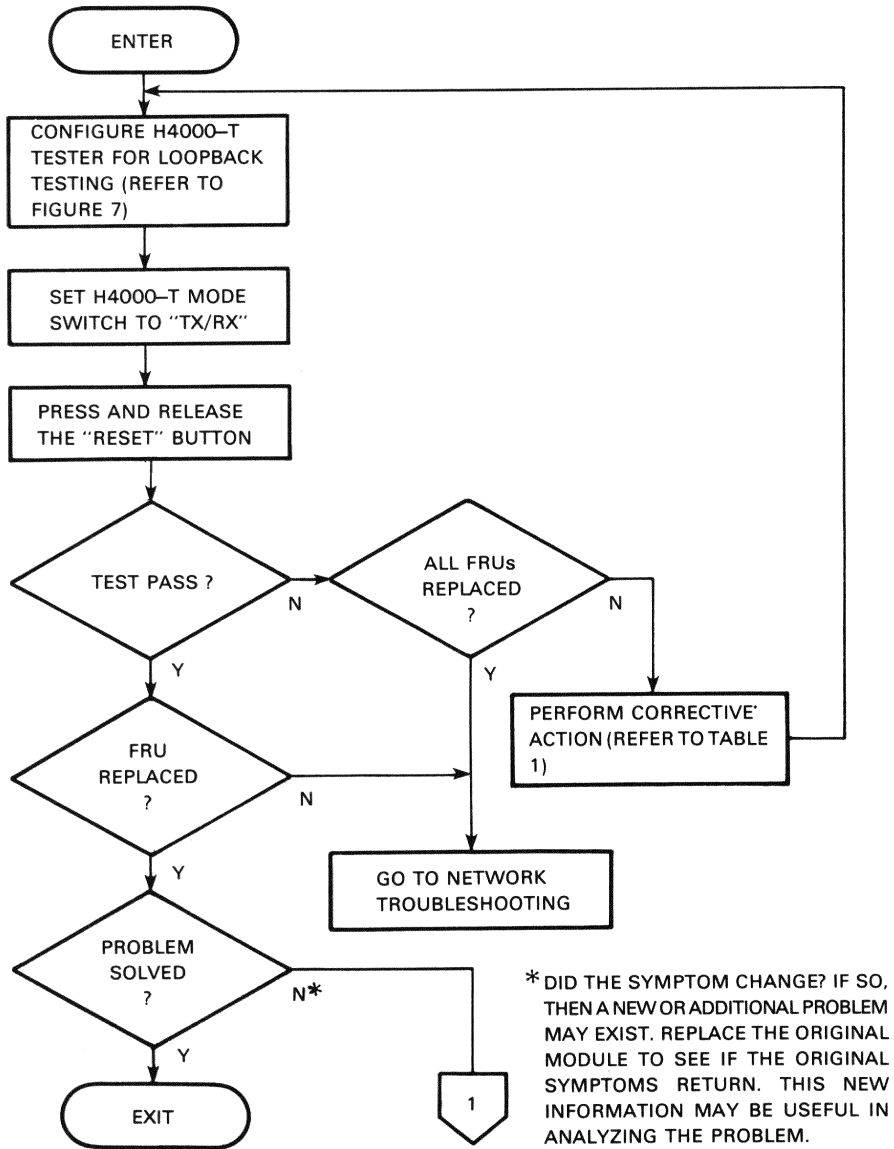 ENTER
CONFIGURE H4000–T
TESTER FOR LOOPBACK
TESTING (REFER TO
FIGURE 7)
SET H4000–T MODE
SWITCH TO "TX/RX"
PRESS AND RELEASE
THE "RESET" BUTTON
TEST PASS ?
N
Y
ALL FRUs
REPLACED
?
N
Y
PERFORM CORRECTIVE
ACTION (REFER TO TABLE
1)
FRU
REPLACED
?
N
Y
GO TO NETWORK
TROUBLESHOOTING
PROBLEM
SOLVED
?
N*
Y
EXIT
1
* DID THE SYMPTOM CHANGE? IF SO,
THEN A NEW OR ADDITIONAL PROBLEM
MAY EXIST. REPLACE THE ORIGINAL
MODULE TO SEE IF THE ORIGINAL
SYMPTOMS RETURN. THIS NEW
INFORMATION MAY BE USEFUL IN
ANALYZING THE PROBLEM.